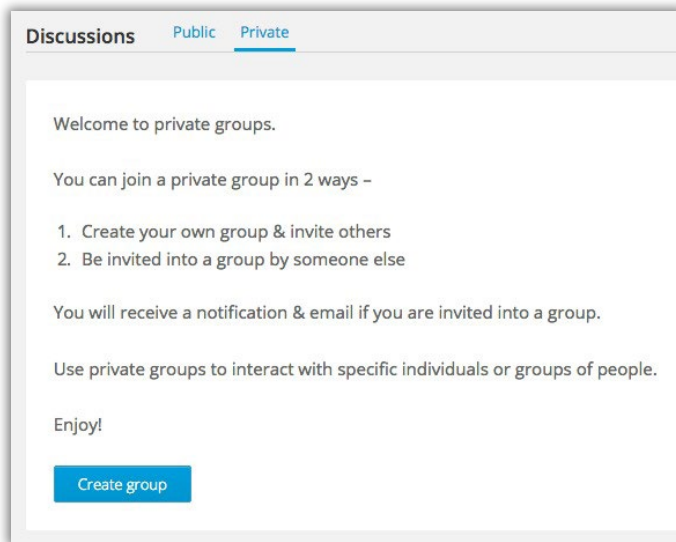 Discussions Public Private
Welcome to private groups.
You can join a private group in 2 ways –
1. Create your own group & invite others
2. Be invited into a group by someone else
You will receive a notification & email if you are invited into a group.
Use private groups to interact with specific individuals or groups of people.
Enjoy!
Create group